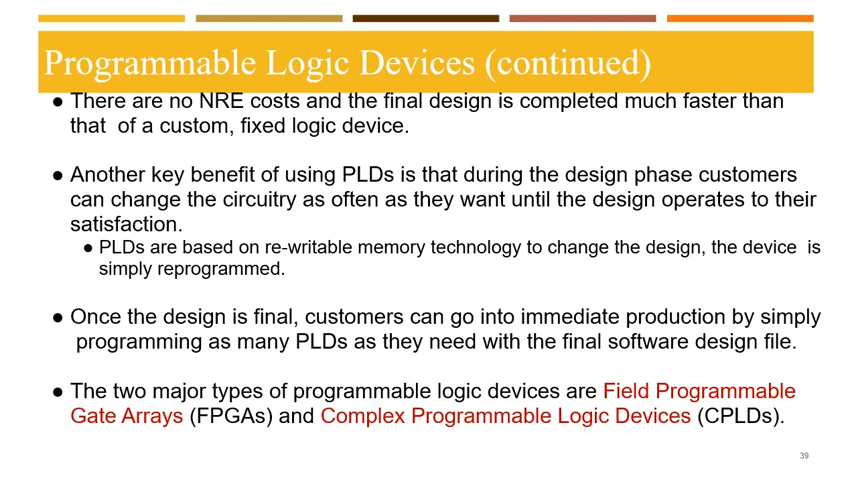 Programmable Logic Devices (continued)
● There are no NRE costs and the final design is completed much faster than
that of a custom, fixed logic device.
● Another key benefit of using PLDs is that during the design phase customers
can change the circuitry as often as they want until the design operates to their
satisfaction.
● PLDs are based on re-writable memory technology to change the design, the device is
simply reprogrammed.
● Once the design is final, customers can go into immediate production by simply
programming as many PLDs as they need with the final software design file.
● The two major types of programmable logic devices are Field Programmable
Gate Arrays (FPGAs) and Complex Programmable Logic Devices (CPLDs).
39